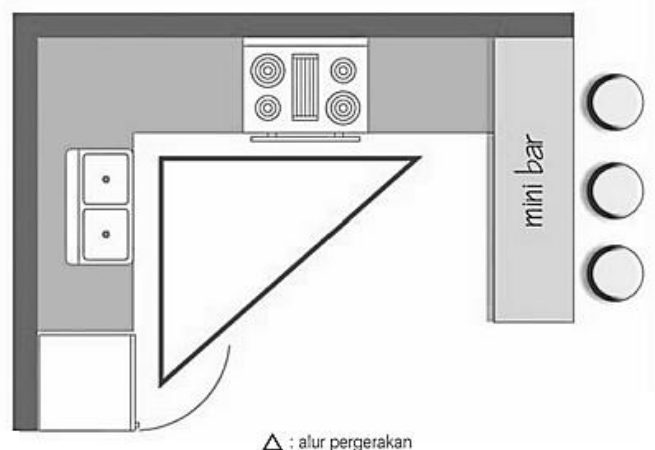 mini bar
△ : alur pergerakan